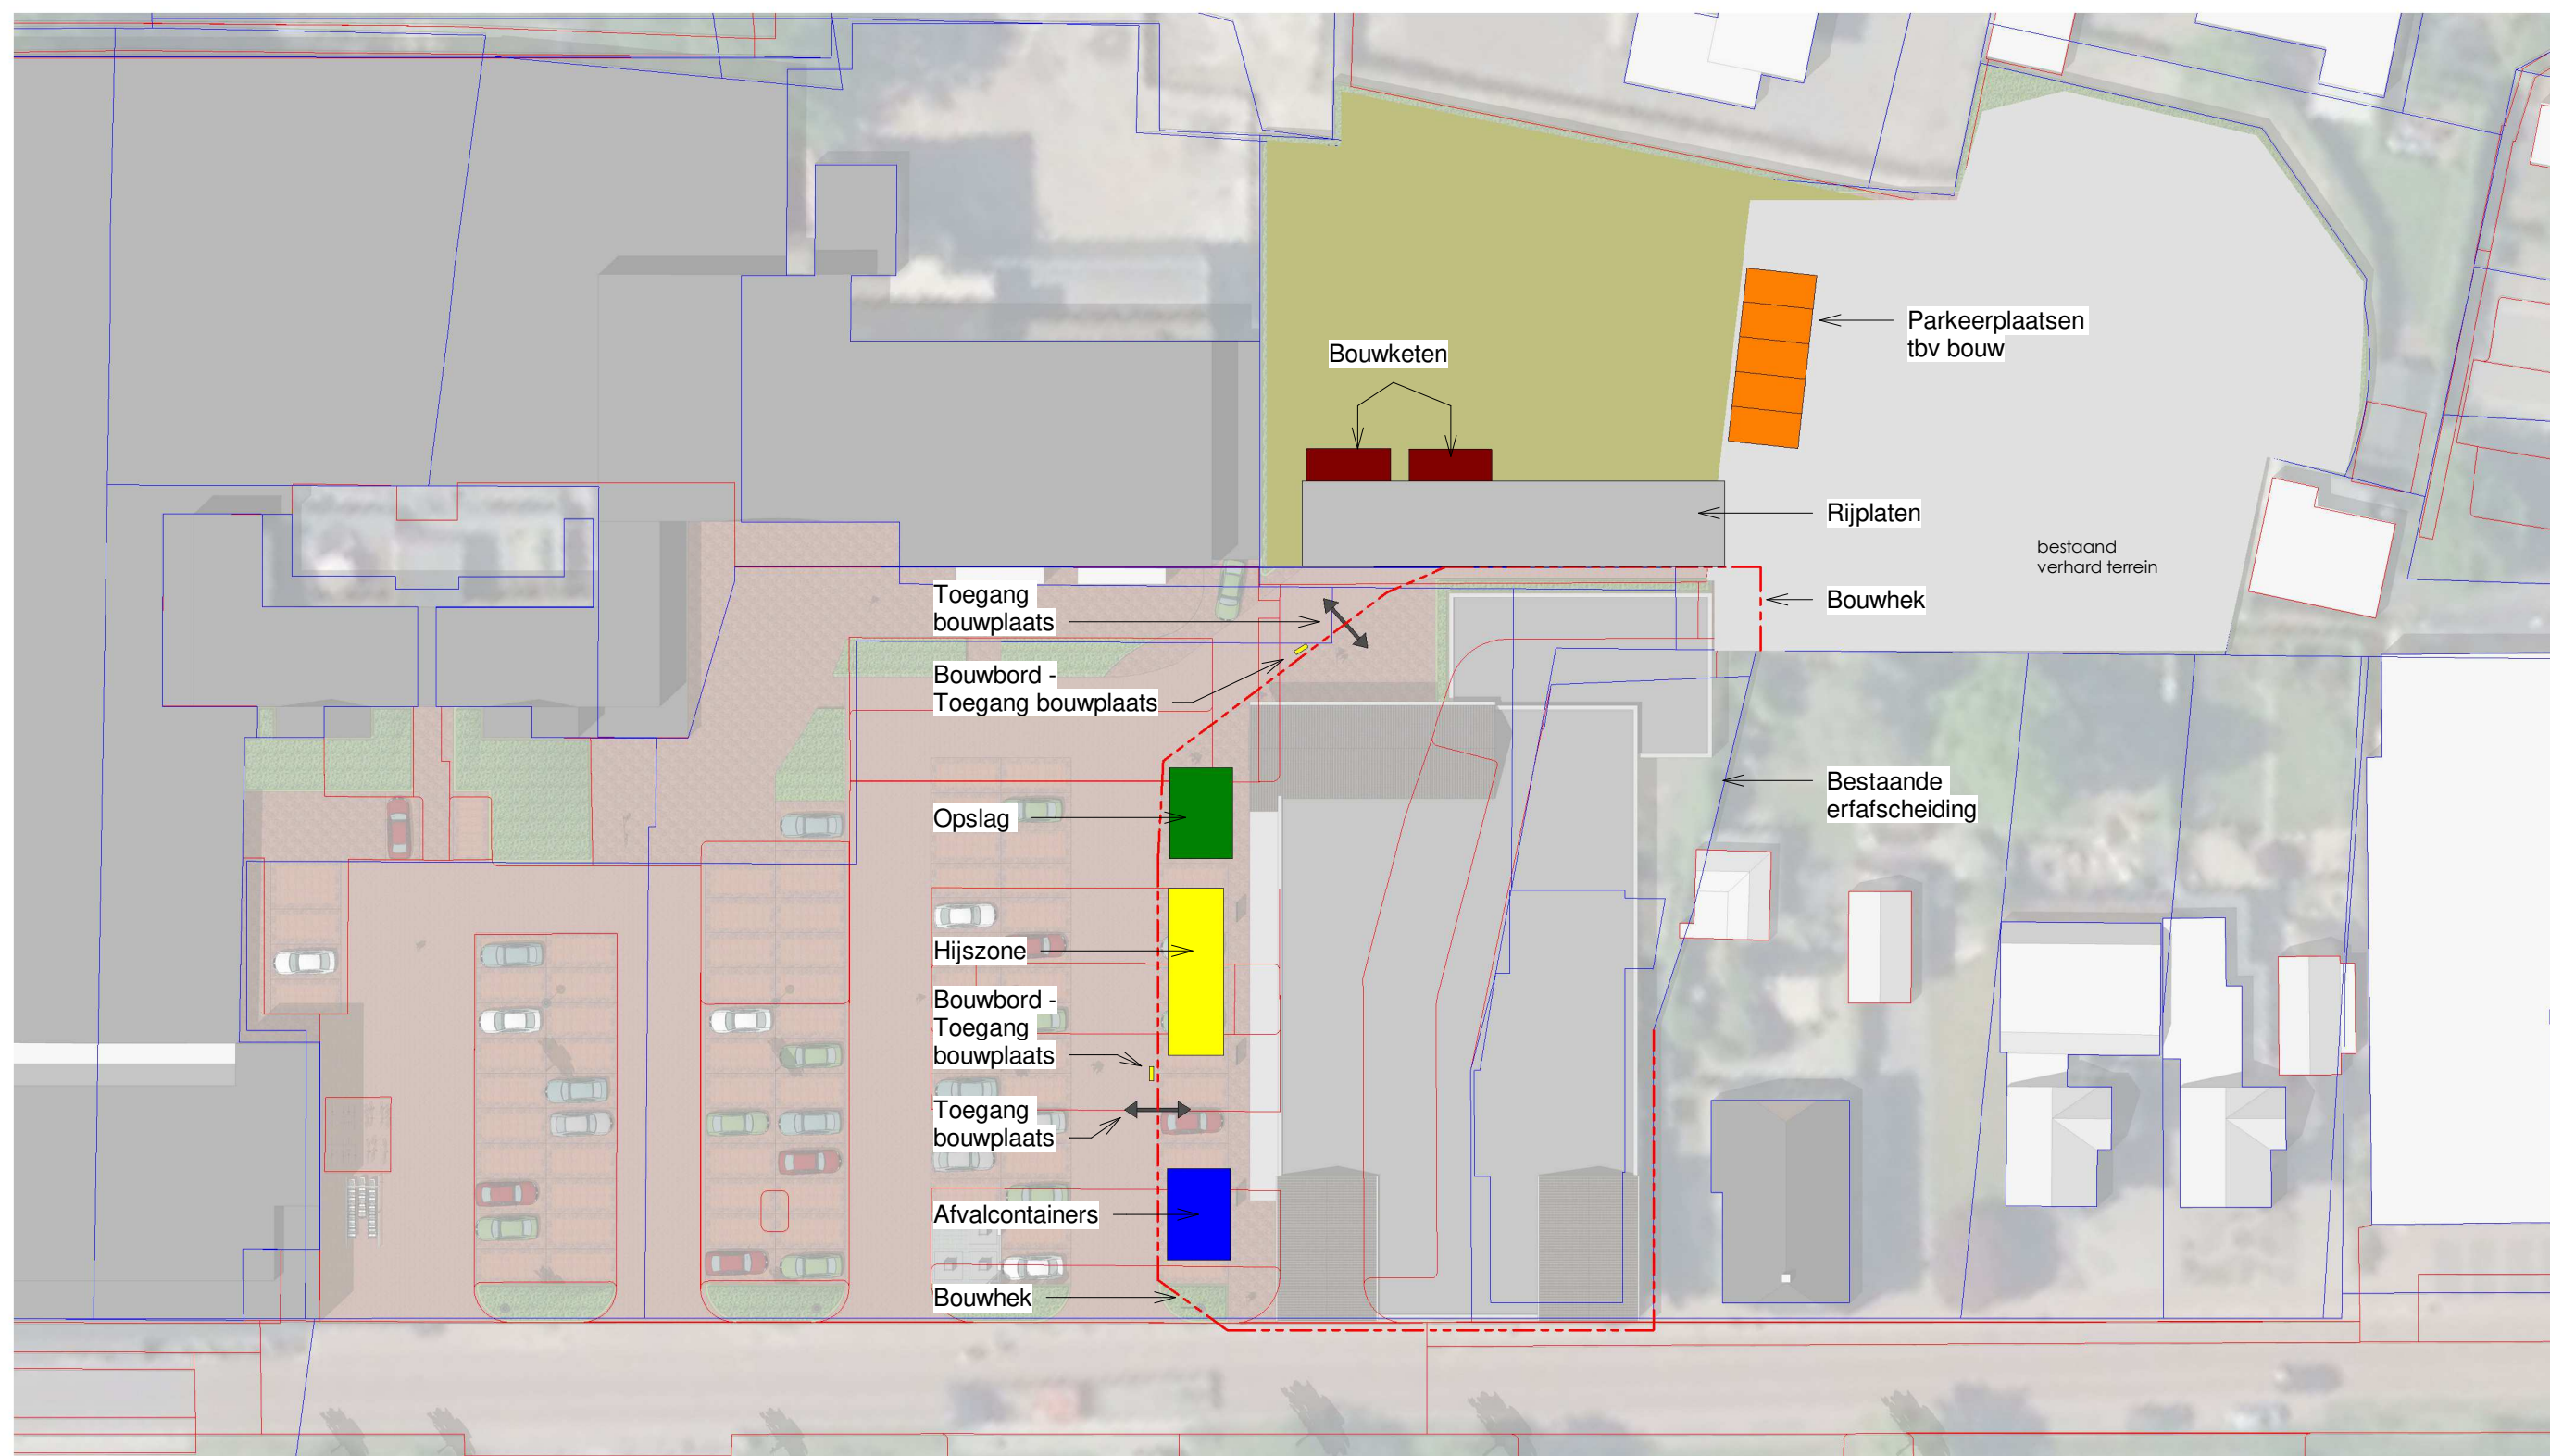 Parkeerplaatsen
tbv bouw
Bouwketen
Rijplaten
bestaand
verhard terrein
Toegang
bouwplaats
Bouwhek
Bouwbord -
Toegang bouwplaats
Bestaande
erfafscheiding
Opslag
Hijszone
Bouwbord -
Toegang
bouwplaats
Toegang
bouwplaats
Afvalcontainers
Bouwhek